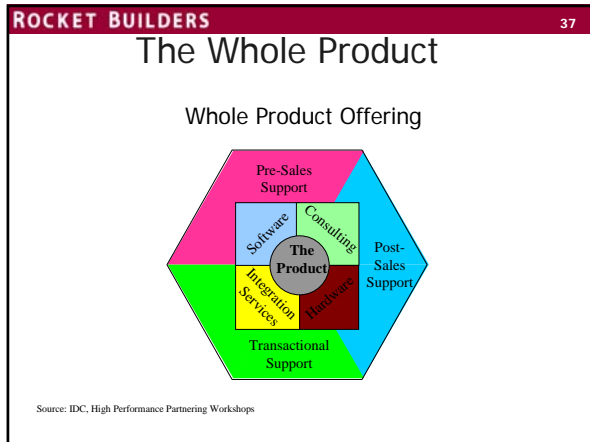 ROCKET BUILDERS 37
The Whole Product
Whole Product Offering
Pre-Sales
Support
Software
Consulting
The
Product
Post-
Sales
Support
Integration
Services
Hardware
Transactional
Support
Source: IDC, High Performance Partnering Workshops